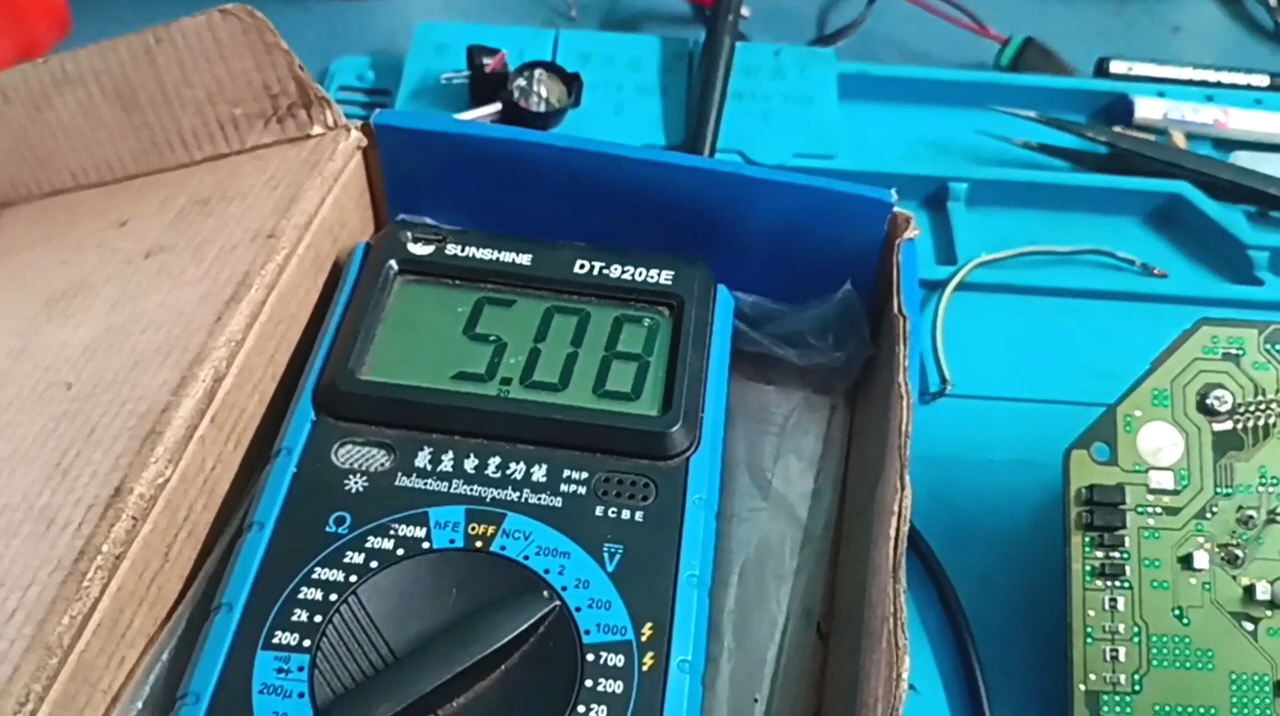 SUNSHINE
DT-9205E
5.08
20
感应电笔功能
Induction Electroporbe Fuction
PNP
NPN
E C B E
Ω
200M
hFE
OFF
NCV
200m
V
20M
2M
200k
20k
2k
200
200μ
2
20
200
1000
700
200
20